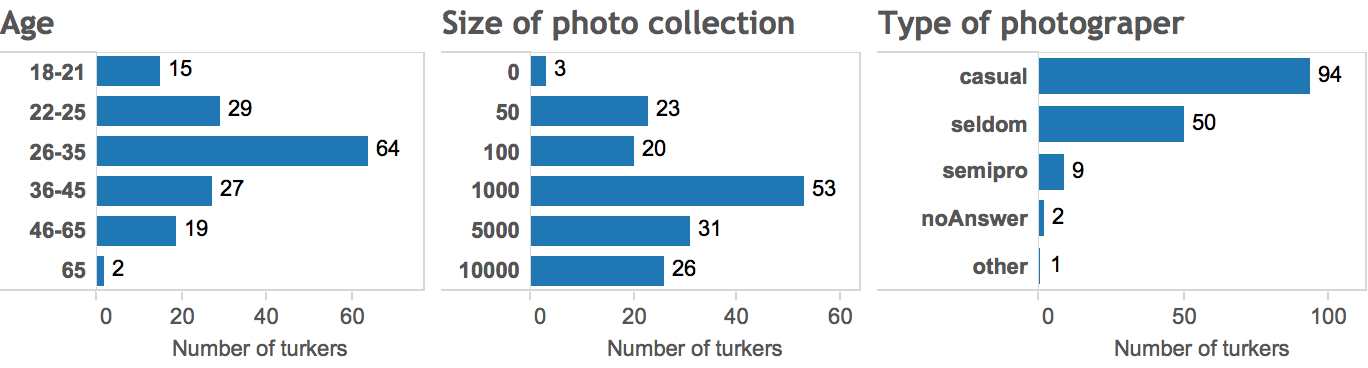 Age
18-21 15
22-25 29
26-35 64
36-45 27
46-65 19
65 2
0 20 40 60
Number of turkers
Size of photo collection
0 3
50 23
100 20
1000 53
5000 31
10000 26
0 20 40 60
Number of turkers
Type of photograper
casual 94
seldom 50
semipro 9
noAnswer 2
other 1
0 50 100
Number of turkers